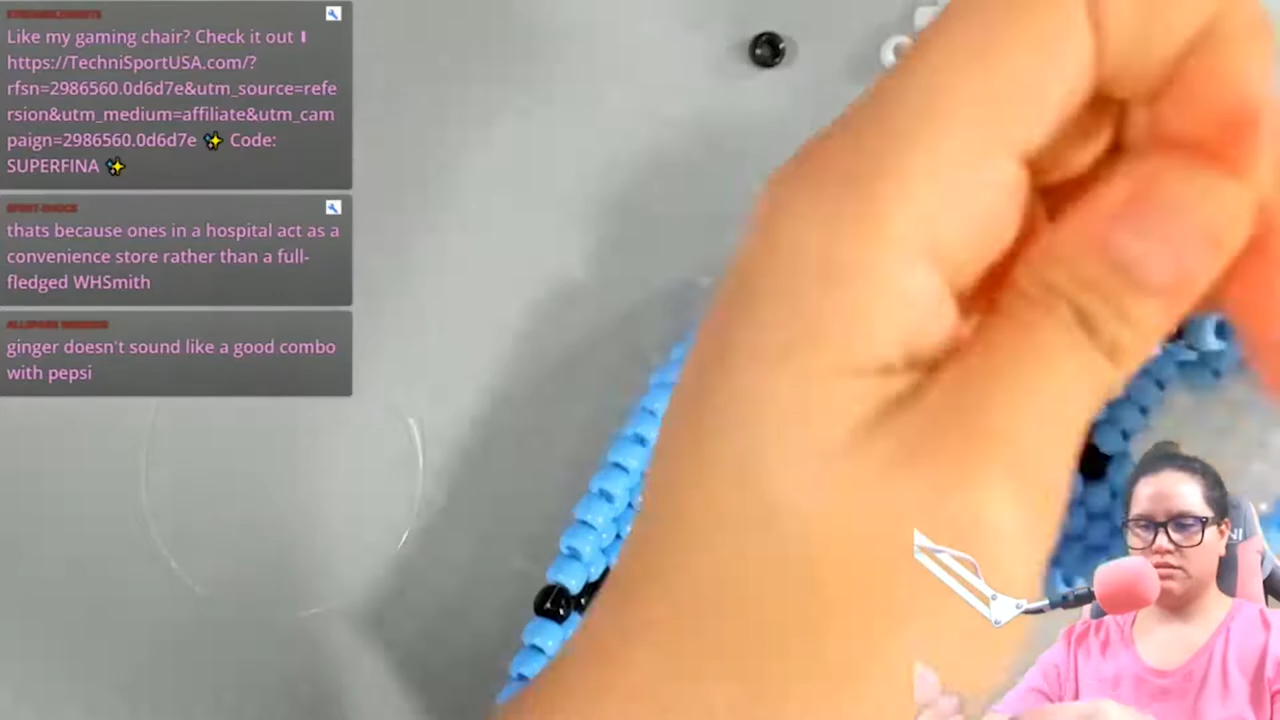 Like my gaming chair? Check it out
https://TechniSportUSA.com/?
rfsn=2986560.0d6d7e&utm_source=refe
rsion&utm_medium=affiliate&utm_cam
paign=2986560.0d6d7e ✨ Code:
SUPERFINA ✨
thats because ones in a hospital act as a
convenience store rather than a full-
fledged WHSmith
ginger doesn't sound like a good combo
with pepsi